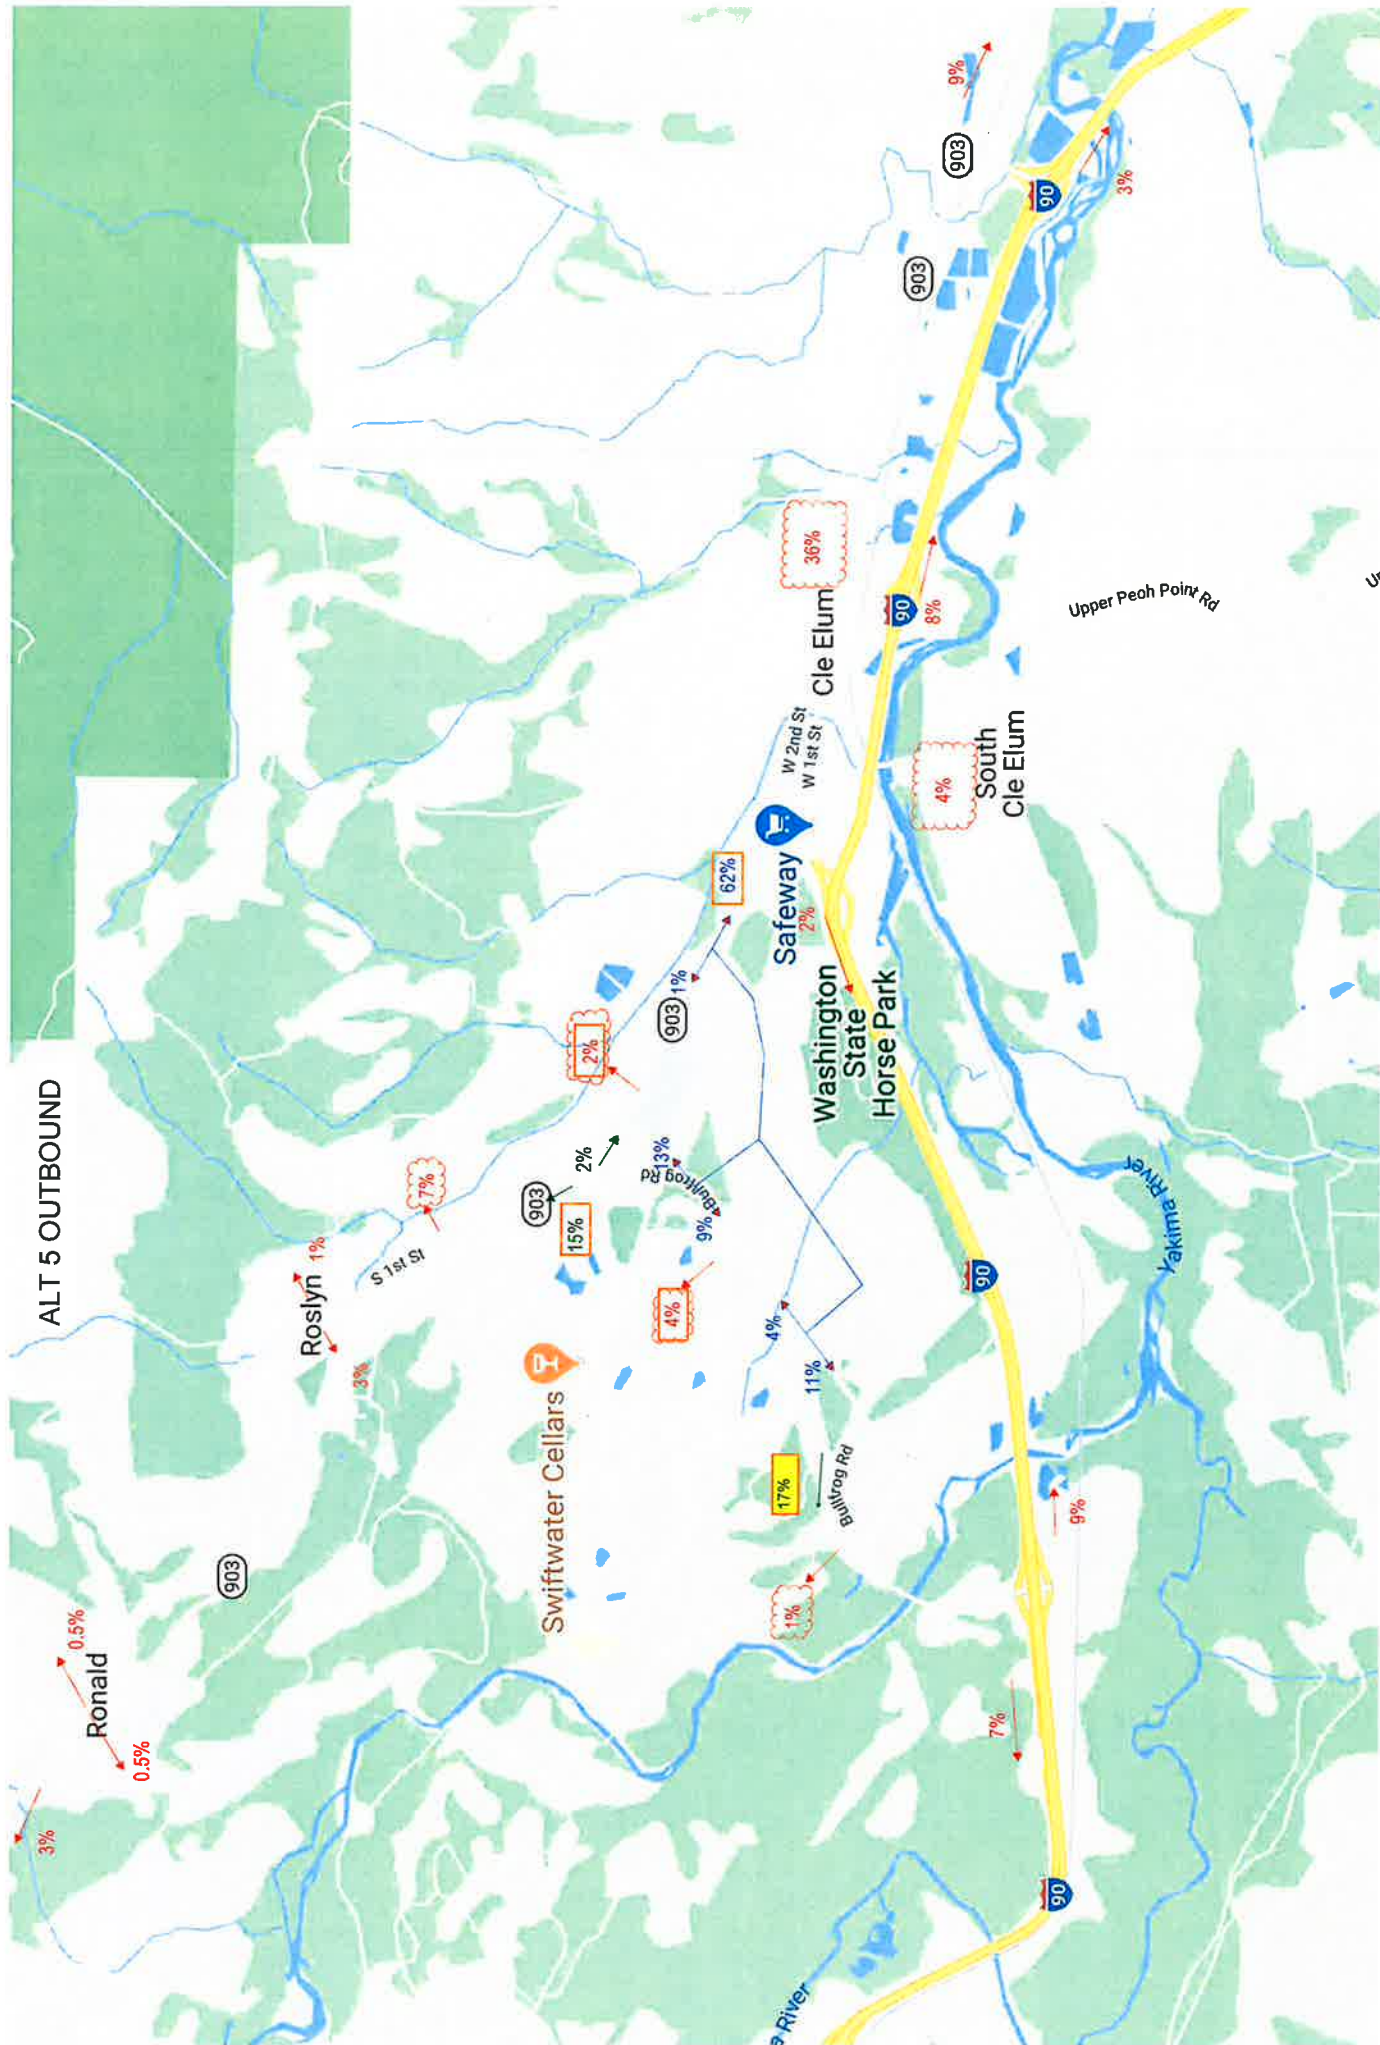 ALT 5 OUTBOUND
3%
0.5%
Ronald
0.5%
903
3%
Roslyn
1%
S 1st St
7%
Swiftwater Cellars
15%
903
2%
2%
4%
9%
Bullfrog Rd
13%
903
1%
62%
Safeway
W 2nd St
W 1st St
Cle Elum
36%
903
903
9%
1%
17%
Bullfrog Rd
11%
4%
Washington
State
Horse Park
2%
90
8%
90
3%
4%
South
Cle Elum
Upper Peoh Point Rd
7%
9%
90
90
Yakima River
River